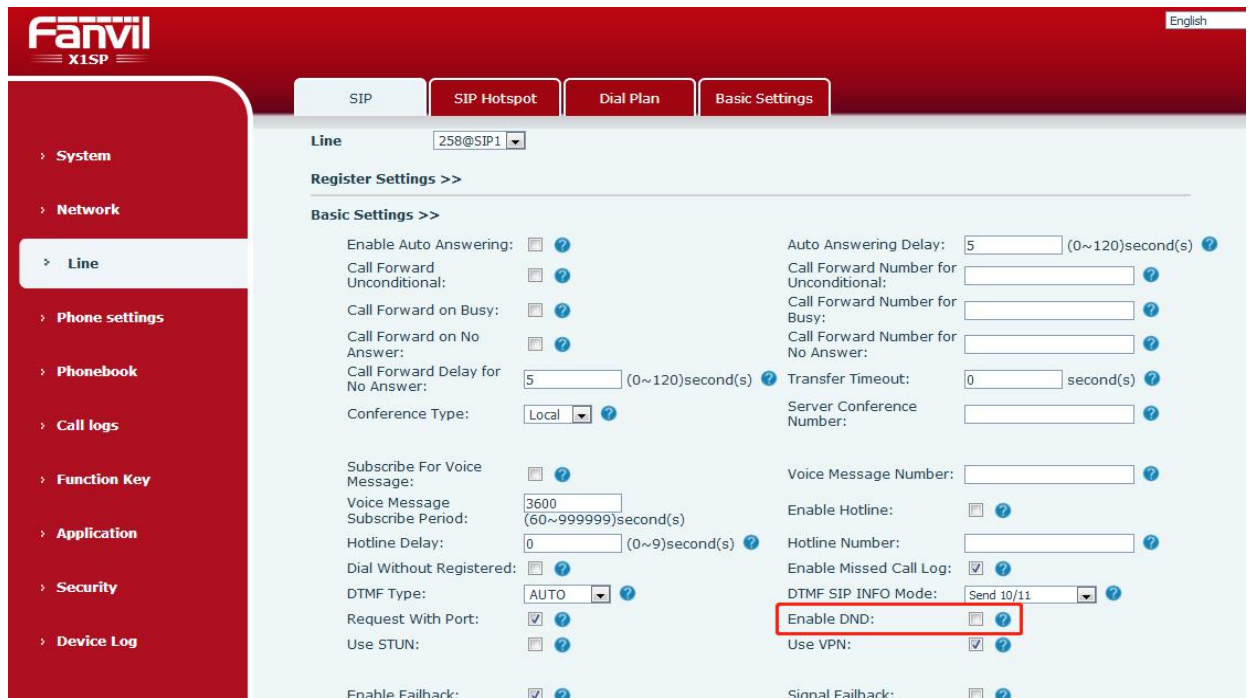 Fanvil
X1SP
English
SIP
SIP Hotspot
Dial Plan
Basic Settings
System
Network
Line
Phone settings
Phonebook
Call logs
Function Key
Application
Security
Device Log
Line 258@SIP1
Register Settings >>
Basic Settings >>
Enable Auto Answering: Auto Answering Delay: 5 (0~120)second(s)
Call Forward Unconditional: Call Forward Number for Unconditional:
Call Forward on Busy: Call Forward Number for Busy:
Call Forward on No Answer: Call Forward Number for No Answer:
Call Forward Delay for No Answer: 5 (0~120)second(s) Transfer Timeout: 0 second(s)
Conference Type: Local Server Conference Number:
Subscribe For Voice Message: Voice Message Number:
Voice Message Subscribe Period: 3600 (60~999999)second(s) Enable Hotline:
Hotline Delay: 0 (0~9)second(s) Hotline Number:
Dial Without Registered: Enable Missed Call Log:
DTMF Type: AUTO DTMF SIP INFO Mode: Send 10/11
Request With Port: Enable DND:
Use STUN: Use VPN:
Enable Failback: Signal Failback: